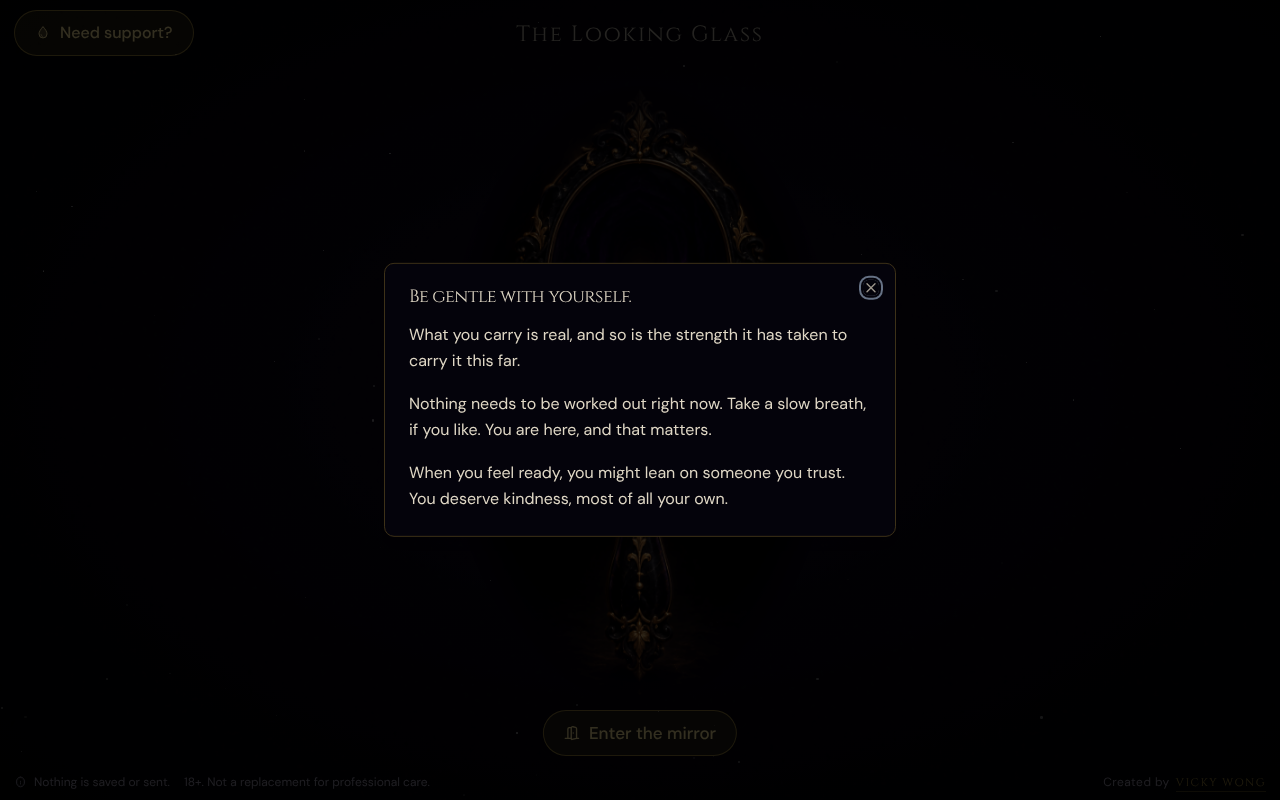 Need support?
The Looking Glass
Be gentle with yourself.
What you carry is real, and so is the strength it has taken to
carry it this far.
Nothing needs to be worked out right now. Take a slow breath,
if you like. You are here, and that matters.
When you feel ready, you might lean on someone you trust.
You deserve kindness, most of all your own.
Enter the mirror
Nothing is saved or sent. 18+. Not a replacement for professional care.
Created by VICKY WONG